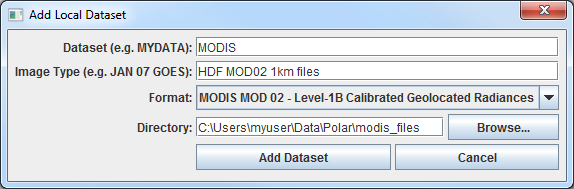 Add Local Dataset
Dataset (e.g. MYDATA): MODIS
Image Type (e.g. JAN 07 GOES): HDF MOD02 1km files
Format: MODIS MOD 02 - Level-1B Calibrated Geolocated Radiances
Directory: C:\Users\myuser\Data\Polar\modis_files Browse...
Add Dataset Cancel